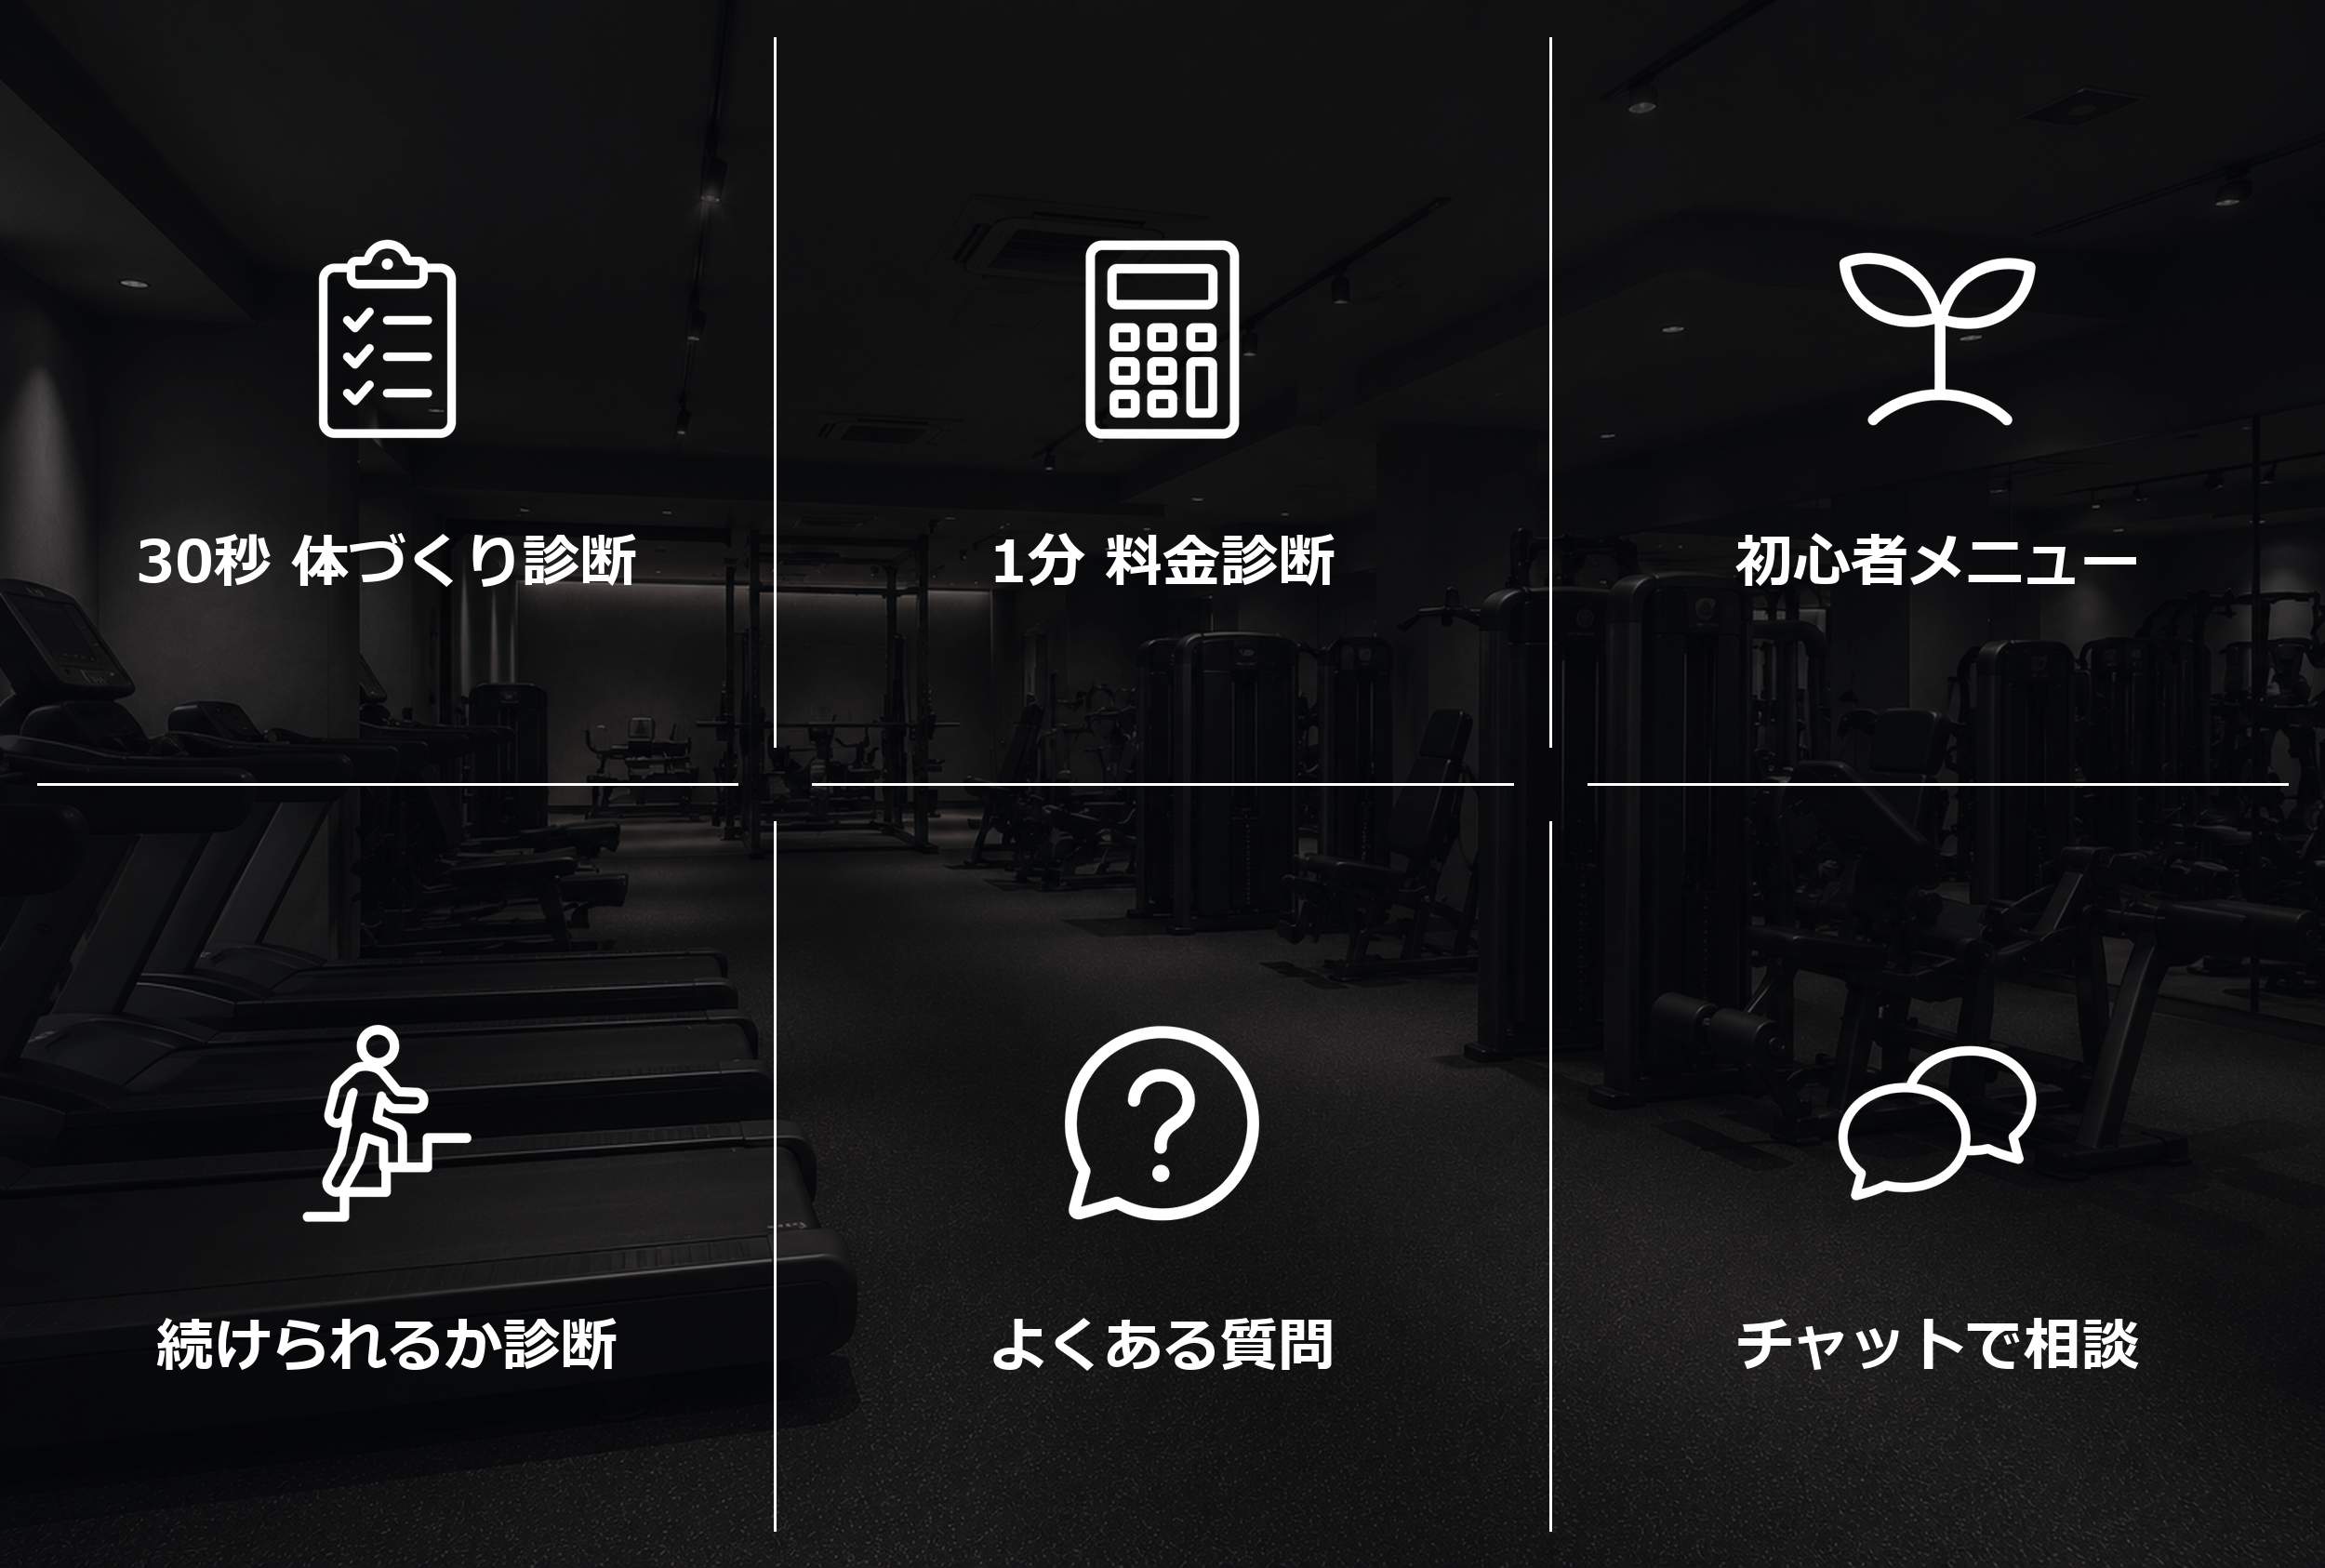 30秒 体づくり診断
1分 料金診断
初心者メニュー
続けられるか診断
よくある質問
チャットで相談